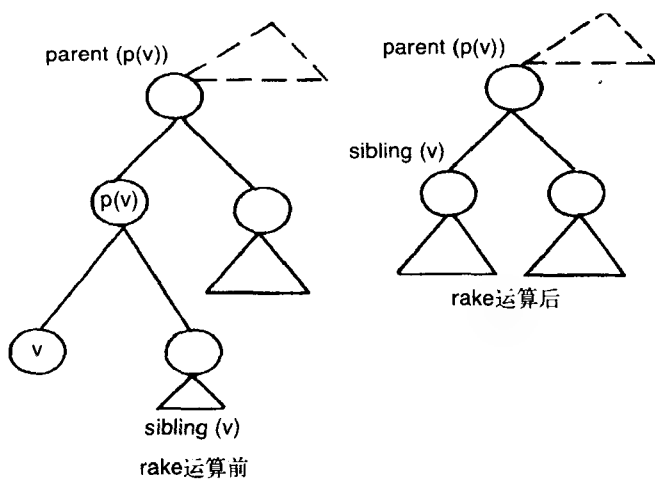 parent (p(v))
p(v)
v
sibling (v)
rake运算前
parent (p(v))
sibling (v)
rake运算后